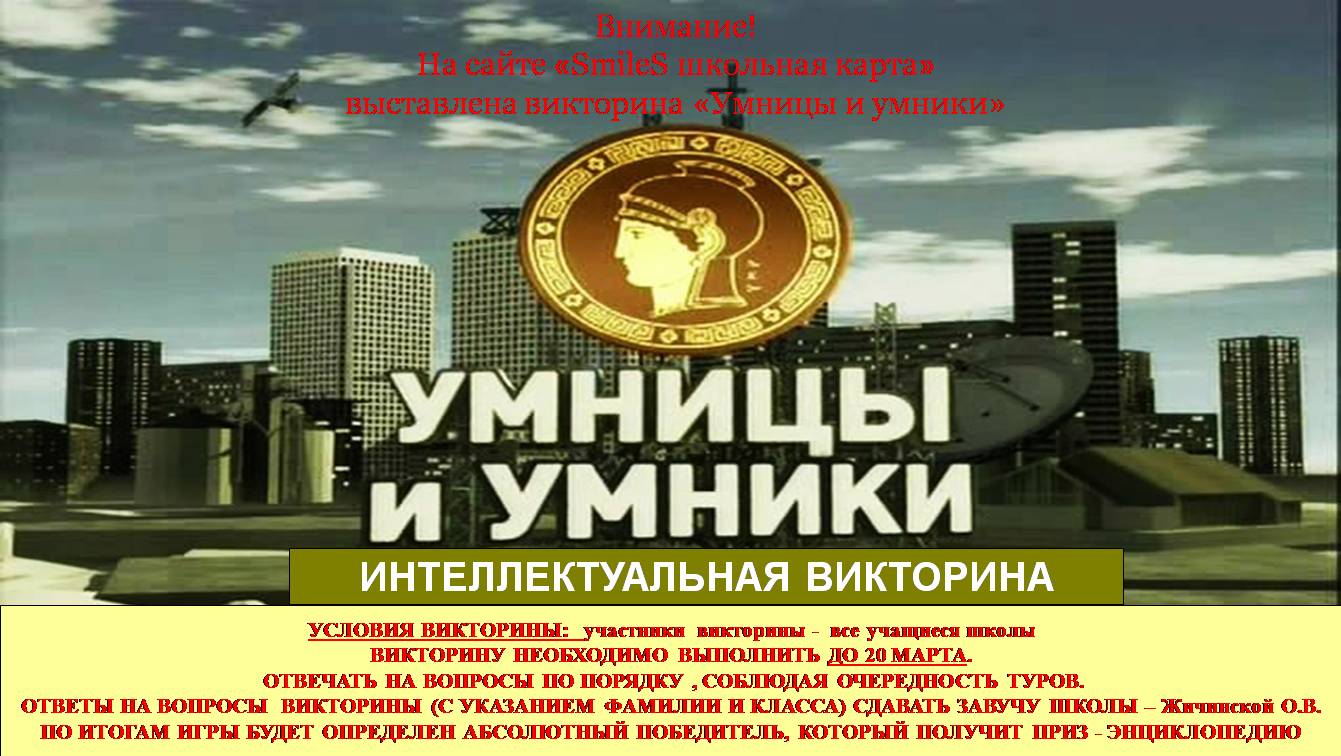 Внимание!
На сайте «SmileS школьная карта»
выставлена викторина «Умницы и умники»
УМНИЦЫ
и УМНИКИ
ИНТЕЛЛЕКТУАЛЬНАЯ ВИКТОРИНА
УСЛОВИЯ ВИКТОРИНЫ: участники викторины - все учащиеся школы
ВИКТОРИНУ НЕОБХОДИМО ВЫПОЛНИТЬ ДО 20 МАРТА.
ОТВЕЧАТЬ НА ВОПРОСЫ ПО ПОРЯДКУ , СОБЛЮДАЯ ОЧЕРЕДНОСТЬ ТУРОВ.
ОТВЕТЫ НА ВОПРОСЫ ВИКТОРИНЫ (С УКАЗАНИЕМ ФАМИЛИИ И КЛАССА) СДАВАТЬ ЗАВУЧУ ШКОЛЫ – Жичинской О.В.
ПО ИТОГАМ ИГРЫ БУДЕТ ОПРЕДЕЛЕН АБСОЛЮТНЫЙ ПОБЕДИТЕЛЬ, КОТОРЫЙ ПОЛУЧИТ ПРИЗ - ЭНЦИКЛОПЕДИЮ